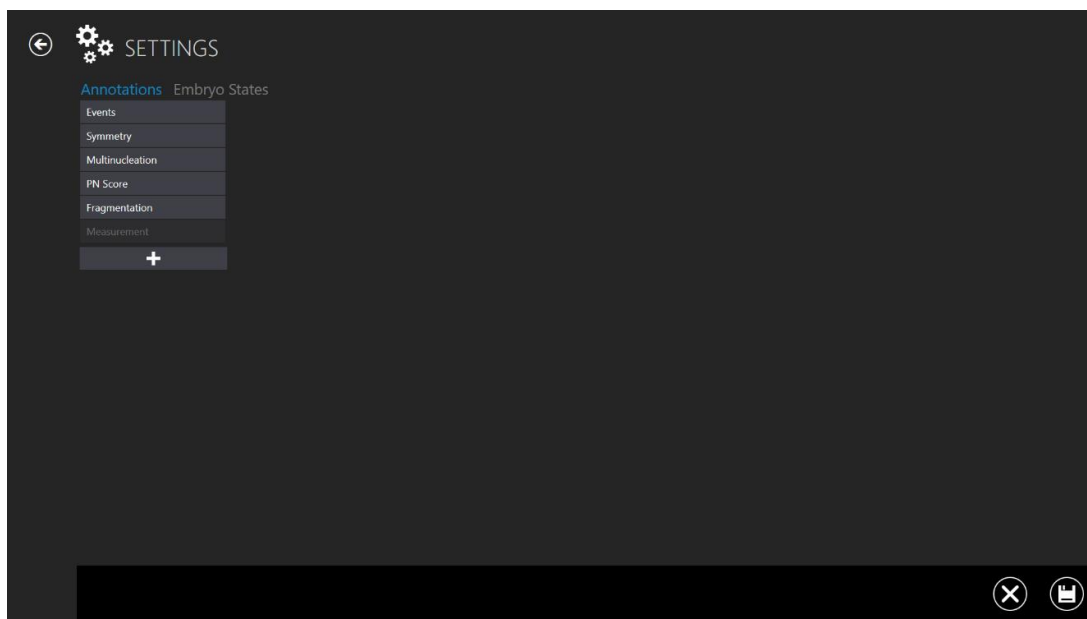 SETTINGS
Annotations Embryo States
Events
Symmetry
Multinucleation
PN Score
Fragmentation
Measurement